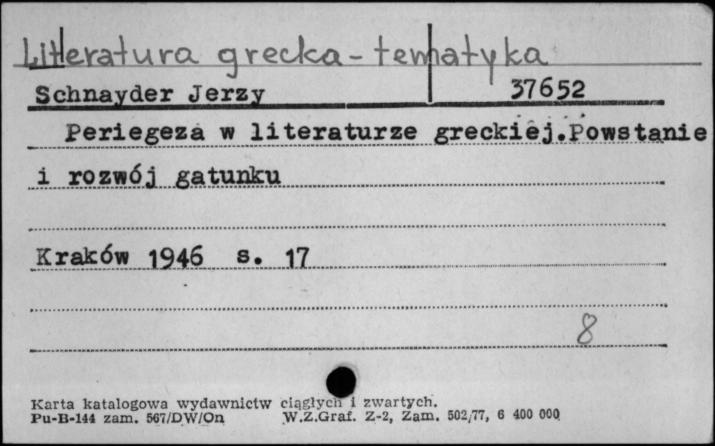 Literatura grecka - tematyka
Schnayder Jerzy 37652
Periegeza w literaturze greckiej.Powstanie
i rozwój gatunku
Kraków 1946 s. 17
8
Karta katalogowa wydawnictw ciągłych i zwartych.
Pu-B-144 zam. 567/DW/On W.Z.Graf. Z-2, Zam. 502/77, 6 400 000